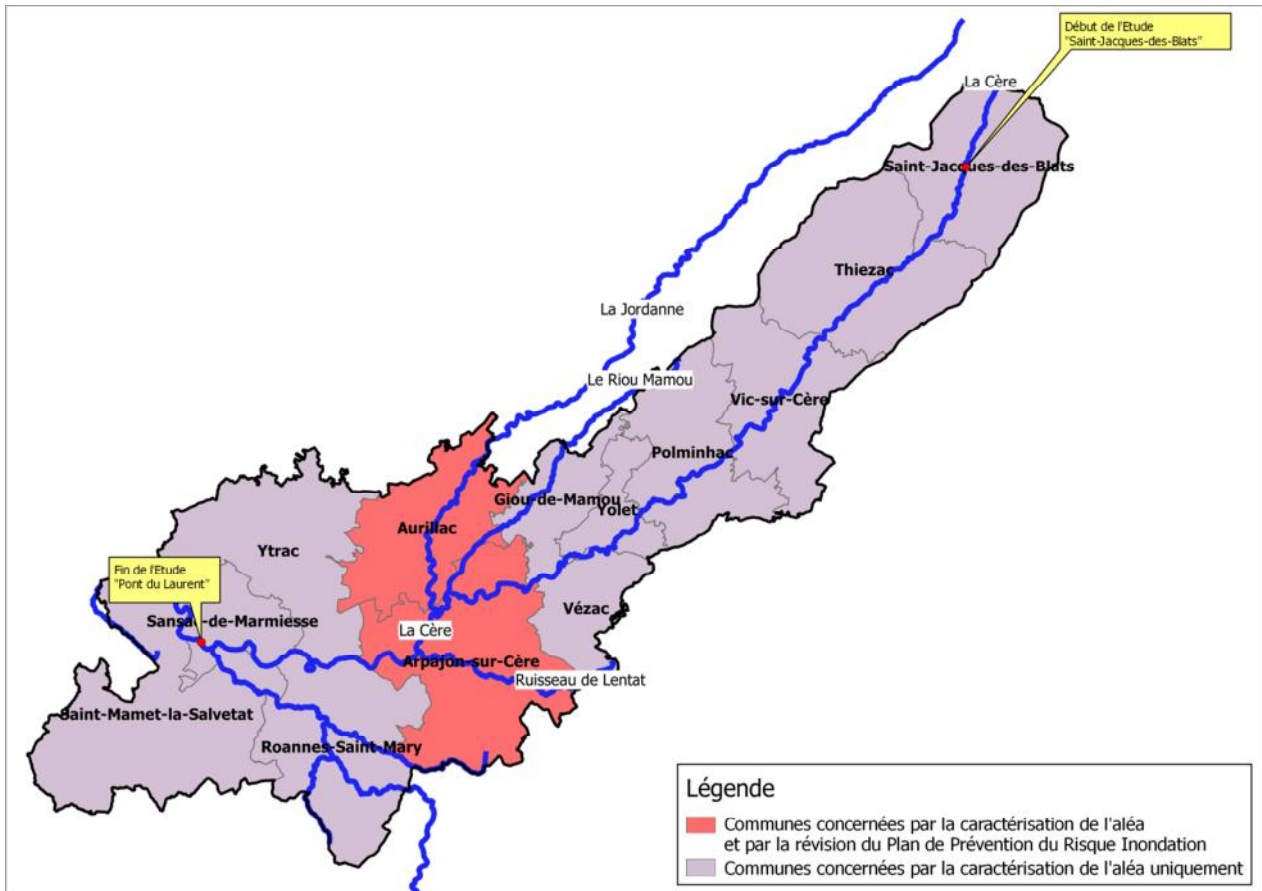 Début de l'Etude
"Saint-Jacques-des-Blats"
La Cère
Saint-Jacques-des-Blats
Thiezac
La Jordanne
Le Riou Mamou
Vic-sur-Cère
Polminhac
Giou-de-Mamou
Yolet
Aurillac
Ytrac
Fin de l'Etude
"Pont du Laurent"
Vézac
Sansac-de-Marmiesse
La Cère
Arpajon-sur-Cère
Ruisseau de Lentat
Saint-Mamet-la-Salvetat
Roannes-Saint-Mary
Légende
Communes concernées par la caractérisation de l'aléa
et par la révision du Plan de Prévention du Risque Inondation
Communes concernées par la caractérisation de l'aléa uniquement